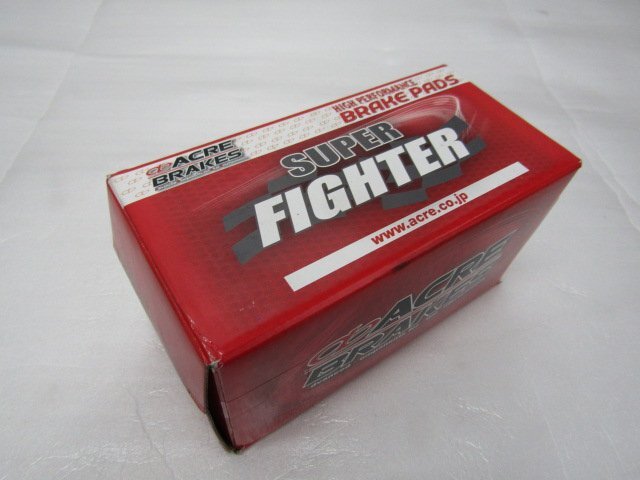 HIGH PERFORMANCE
BRAKE PADS
ACRE
BRAKES
SUPER
FIGHTER
www.acre.co.jp
ACRE
BRAKES